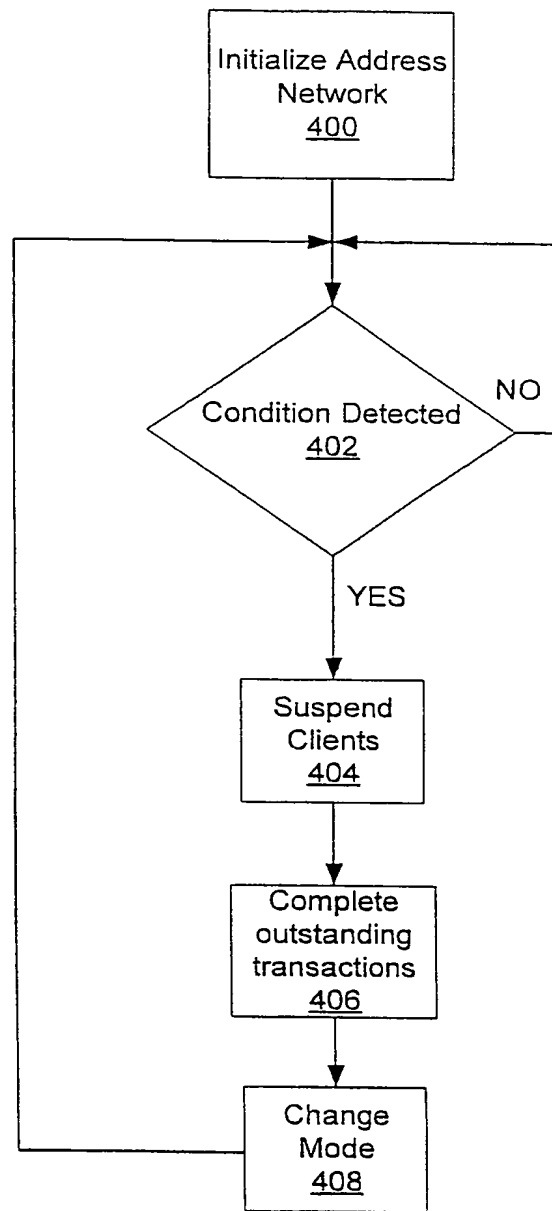 Initialize Address
Network
400
Condition Detected
402
NO
YES
Suspend
Clients
404
Complete
outstanding
transactions
406
Change
Mode
408